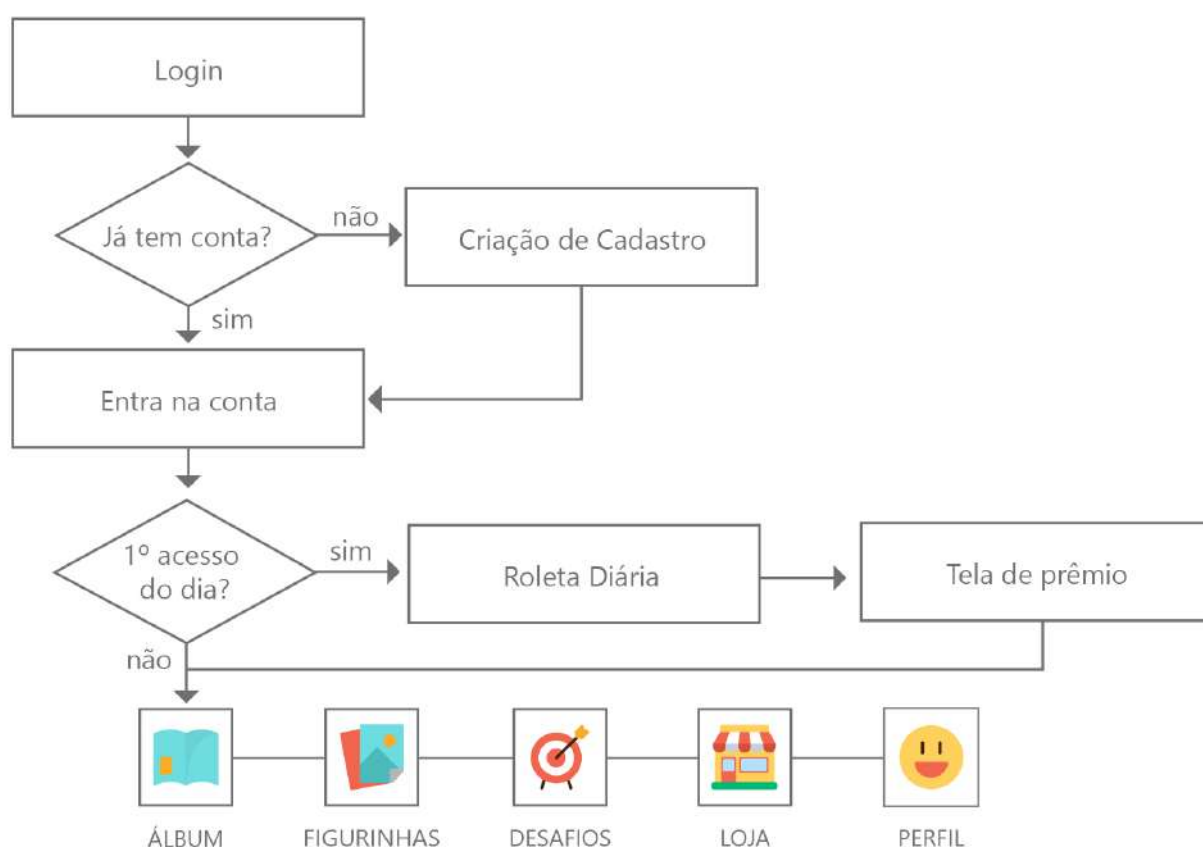 Login
Já tem conta?
não
Criação de Cadastro
sim
Entra na conta
1º acesso
do dia?
sim
Roleta Diária
Tela de prêmio
não
ÁLBUM
FIGURINHAS
DESAFIOS
LOJA
PERFIL